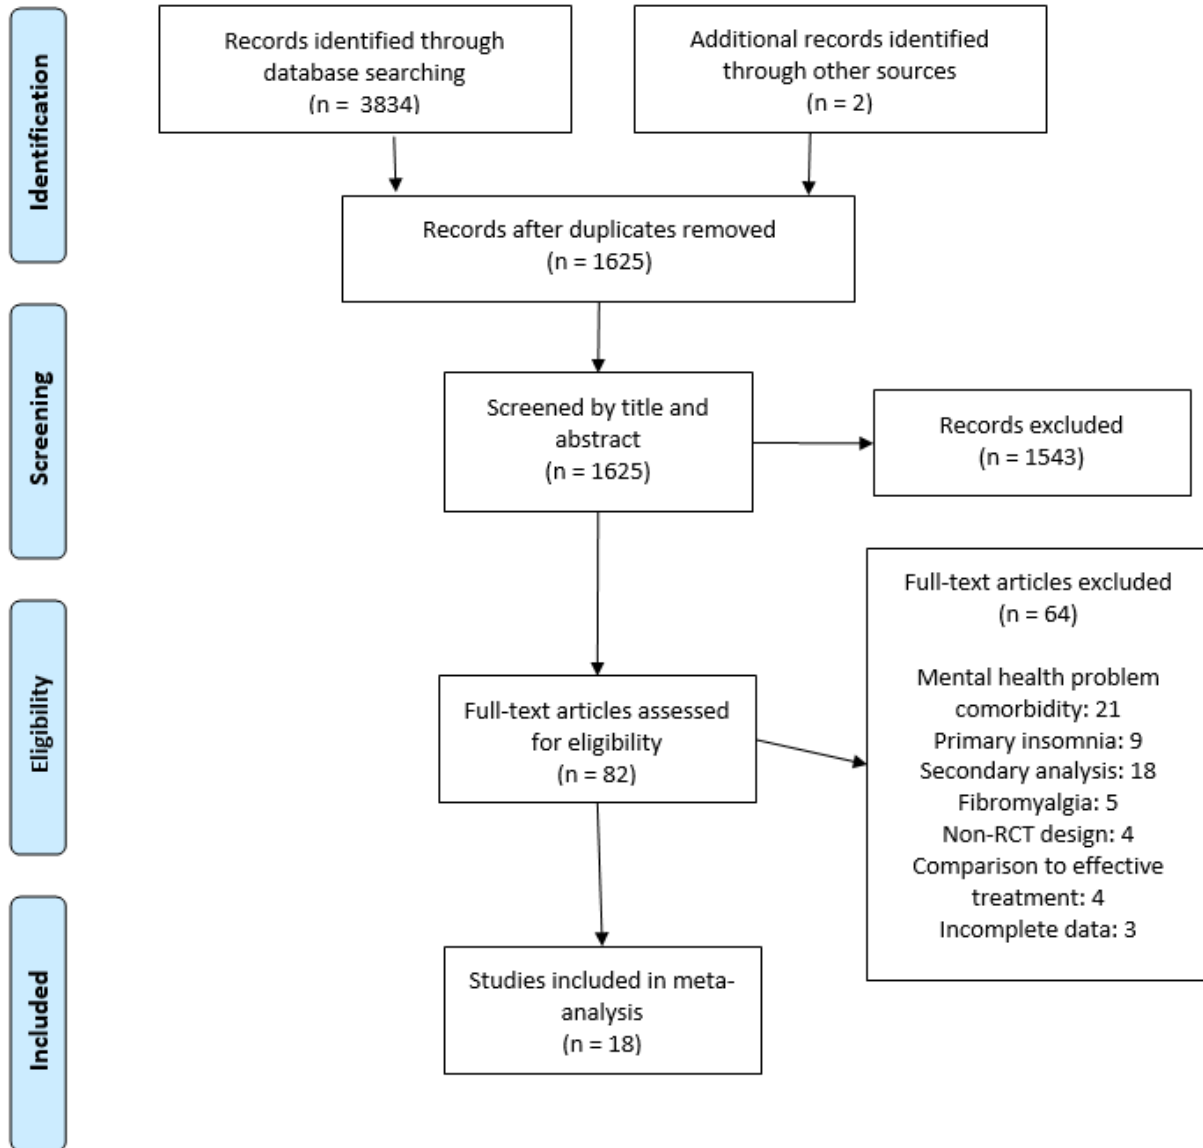 Identification
Records identified through
database searching
(n = 3834)
Additional records identified
through other sources
(n = 2)
Records after duplicates removed
(n = 1625)
Screening
Screened by title and
abstract
(n = 1625)
Records excluded
(n = 1543)
Eligibility
Full-text articles assessed
for eligibility
(n = 82)
Full-text articles excluded
(n = 64)
Mental health problem
comorbidity: 21
Primary insomnia: 9
Secondary analysis: 18
Fibromyalgia: 5
Non-RCT design: 4
Comparison to effective
treatment: 4
Incomplete data: 3
Included
Studies included in meta-
analysis
(n = 18)